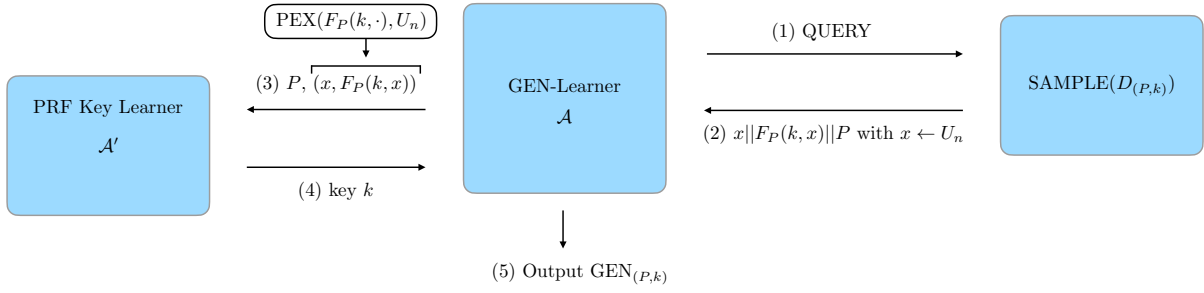 PEX(F_P(k, ·), U_n)
(3) P, (x, F_P(k, x))
PRF Key Learner
𝒜′
(4) key k
GEN-Learner
𝒜
(1) QUERY
(2) x||F_P(k, x)||P with x ← U_n
SAMPLE(D_(P,k))
(5) Output GEN_(P,k)